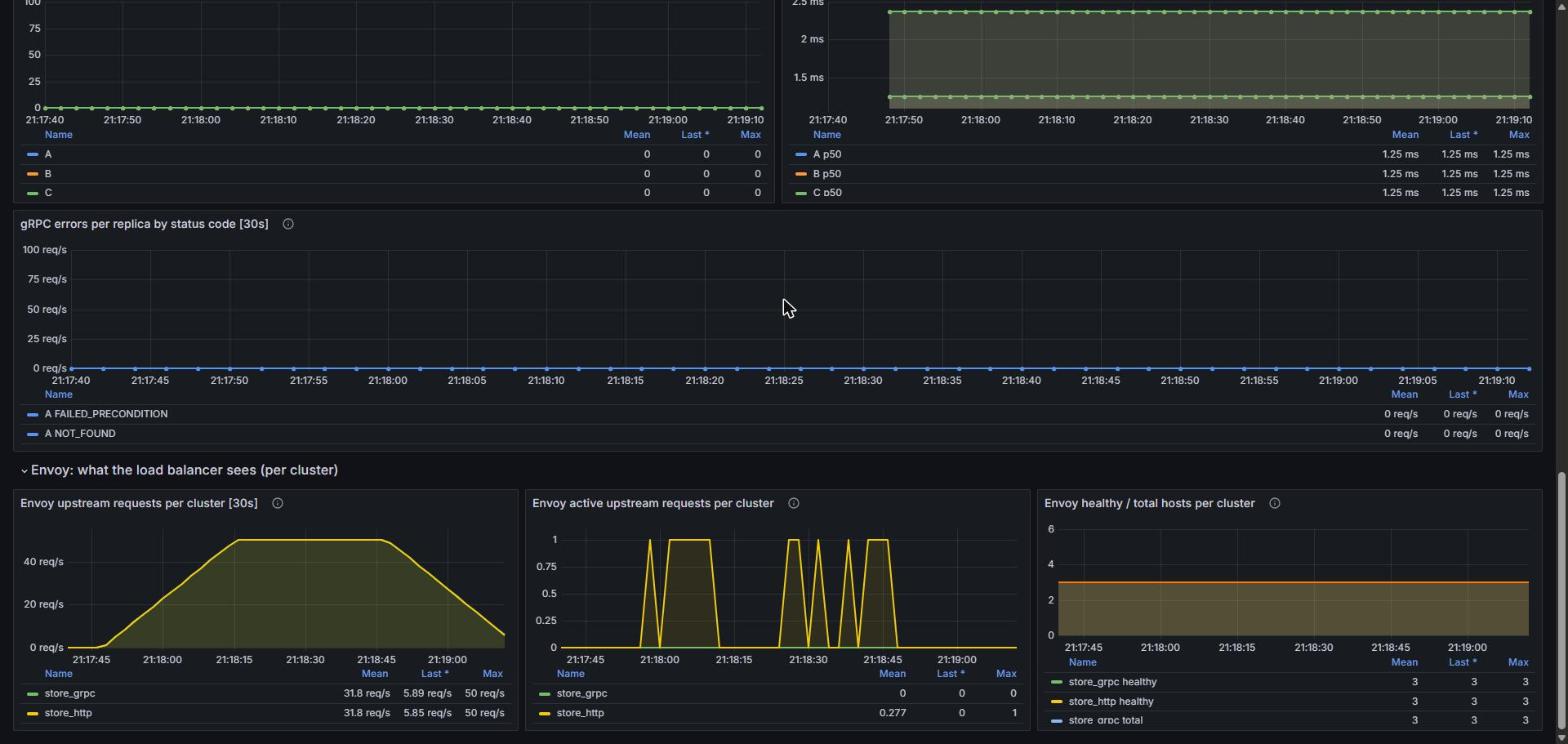 100
75
50
25
0
21:17:40 21:17:50 21:18:00 21:18:10 21:18:20 21:18:30 21:18:40 21:18:50 21:19:00 21:19:10
Name Mean Last * Max
A 0 0 0
B 0 0 0
C 0 0 0
2.5 ms
2 ms
1.5 ms
21:17:40 21:17:50 21:18:00 21:18:10 21:18:20 21:18:30 21:18:40 21:18:50 21:19:00 21:19:10
Name Mean Last * Max
A p50 1.25 ms 1.25 ms 1.25 ms
B p50 1.25 ms 1.25 ms 1.25 ms
C p50 1.25 ms 1.25 ms 1.25 ms
gRPC errors per replica by status code [30s]
100 req/s
75 req/s
50 req/s
25 req/s
0 req/s
21:17:40 21:17:45 21:17:50 21:17:55 21:18:00 21:18:05 21:18:10 21:18:15 21:18:20 21:18:25 21:18:30 21:18:35 21:18:40 21:18:45 21:18:50 21:18:55 21:19:00 21:19:05 21:19:10
Name Mean Last * Max
A FAILED_PRECONDITION 0 req/s 0 req/s 0 req/s
A NOT_FOUND 0 req/s 0 req/s 0 req/s
Envoy: what the load balancer sees (per cluster)
Envoy upstream requests per cluster [30s]
40 req/s
20 req/s
0 req/s
21:17:45 21:18:00 21:18:15 21:18:30 21:18:45 21:19:00
Name Mean Last * Max
store_grpc 31.8 req/s 5.89 req/s 50 req/s
store_http 31.8 req/s 5.85 req/s 50 req/s
Envoy active upstream requests per cluster
1
0.75
0.5
0.25
0
21:17:45 21:18:00 21:18:15 21:18:30 21:18:45 21:19:00
Name Mean Last * Max
store_grpc 0 0 0
store_http 0.277 0 1
Envoy healthy / total hosts per cluster
6
4
2
0
21:17:45 21:18:00 21:18:15 21:18:30 21:18:45 21:19:00
Name Mean Last * Max
store_grpc healthy 3 3 3
store_http healthy 3 3 3
store_grpc total 3 3 3